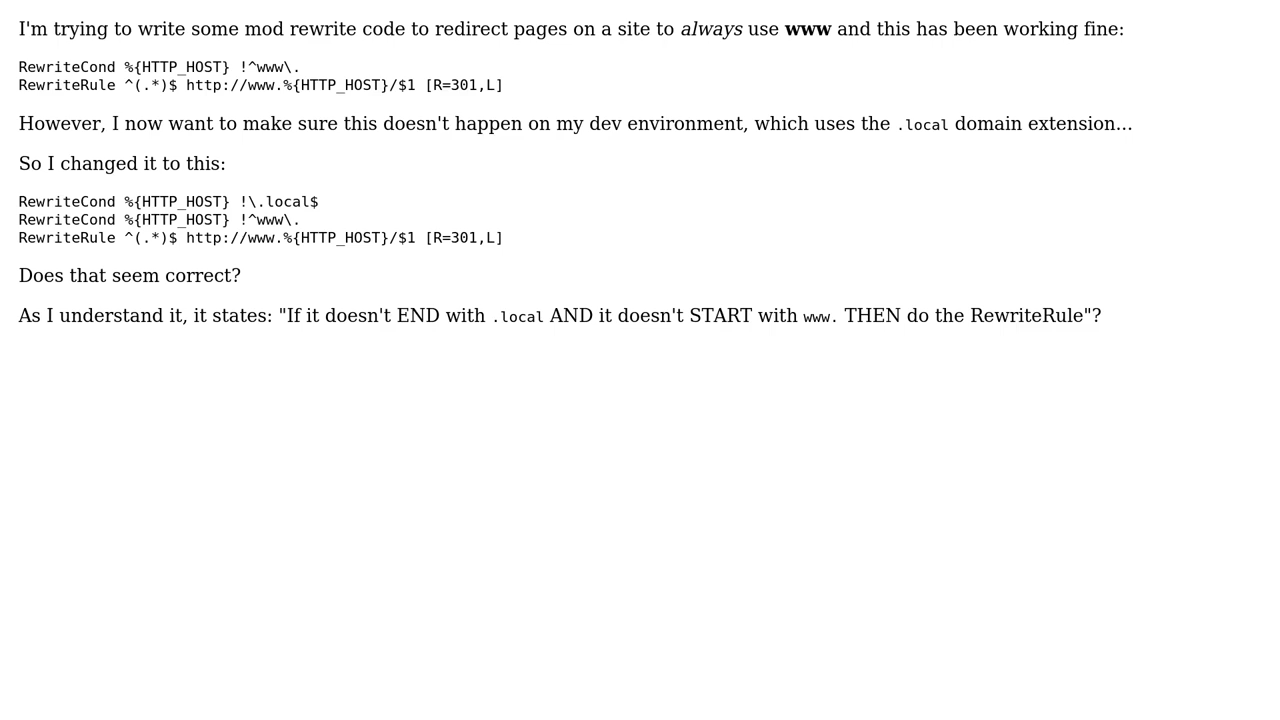 I'm trying to write some mod rewrite code to redirect pages on a site to always use www and this has been working fine:
RewriteCond %{HTTP_HOST} !^www\.
RewriteRule ^(.*)$ http://www.%{HTTP_HOST}/$1 [R=301,L]
However, I now want to make sure this doesn't happen on my dev environment, which uses the .local domain extension...
So I changed it to this:
RewriteCond %{HTTP_HOST} !\.local$
RewriteCond %{HTTP_HOST} !^www\.
RewriteRule ^(.*)$ http://www.%{HTTP_HOST}/$1 [R=301,L]
Does that seem correct?
As I understand it, it states: "If it doesn't END with .local AND it doesn't START with www. THEN do the RewriteRule"?